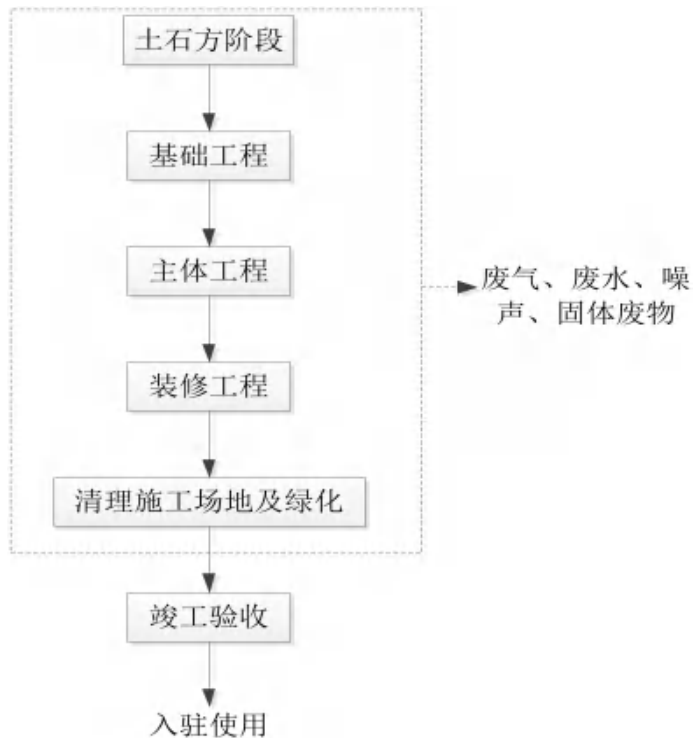 土石方阶段
基础工程
主体工程
废气、废水、噪
声、固体废物
装修工程
清理施工场地及绿化
竣工验收
入驻使用